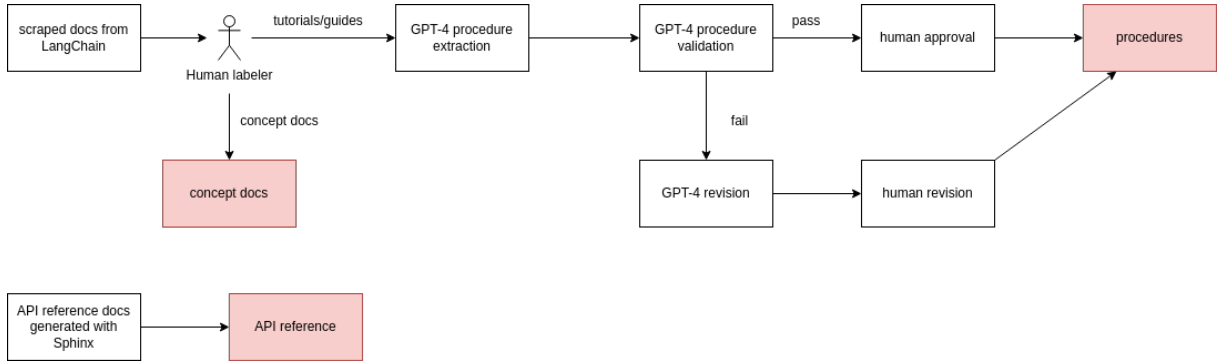 scraped docs from
LangChain
Human labeler
tutorials/guides
GPT-4 procedure
extraction
GPT-4 procedure
validation
pass
human approval
procedures
concept docs
concept docs
fail
GPT-4 revision
human revision
API reference docs
generated with
Sphinx
API reference